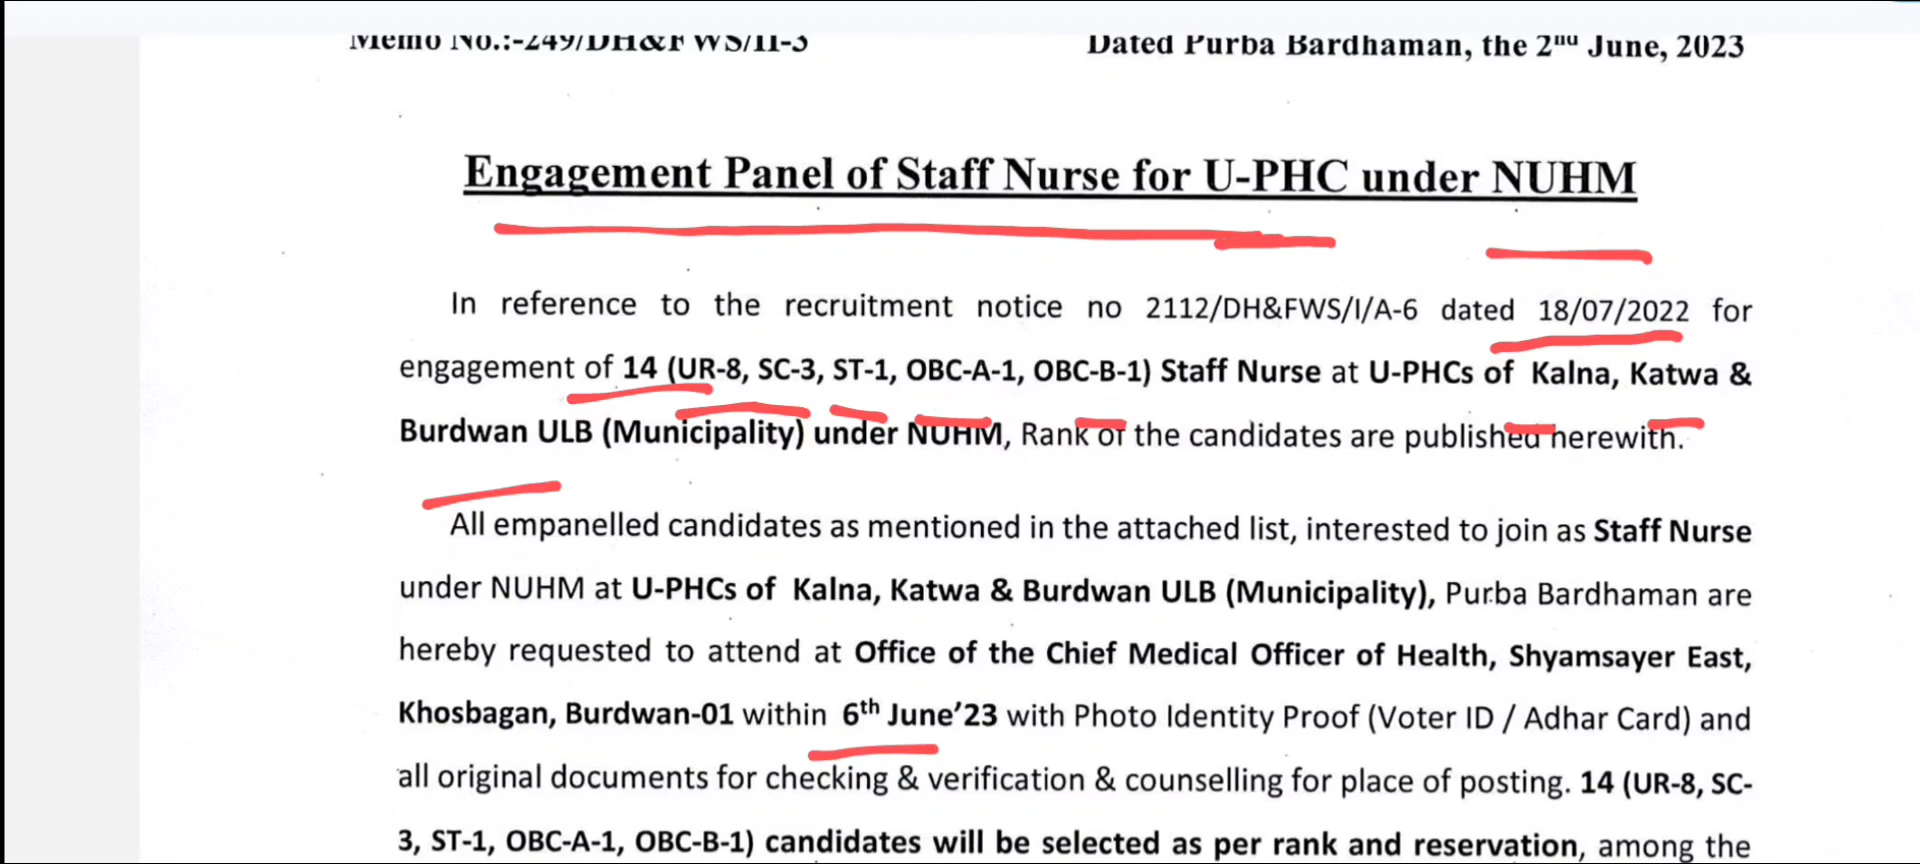 Memo No.:-249/DH&FWS/II-3 Dated Purba Bardhaman, the 2nd June, 2023
Engagement Panel of Staff Nurse for U-PHC under NUHM
In reference to the recruitment notice no 2112/DH&FWS/I/A-6 dated 18/07/2022 for
engagement of 14 (UR-8, SC-3, ST-1, OBC-A-1, OBC-B-1) Staff Nurse at U-PHCs of Kalna, Katwa &
Burdwan ULB (Municipality) under NUHM, Rank of the candidates are published herewith.
All empanelled candidates as mentioned in the attached list, interested to join as Staff Nurse
under NUHM at U-PHCs of Kalna, Katwa & Burdwan ULB (Municipality), Purba Bardhaman are
hereby requested to attend at Office of the Chief Medical Officer of Health, Shyamsayer East,
Khosbagan, Burdwan-01 within 6th June'23 with Photo Identity Proof (Voter ID / Adhar Card) and
all original documents for checking & verification & counselling for place of posting. 14 (UR-8, SC-
3, ST-1, OBC-A-1, OBC-B-1) candidates will be selected as per rank and reservation, among the